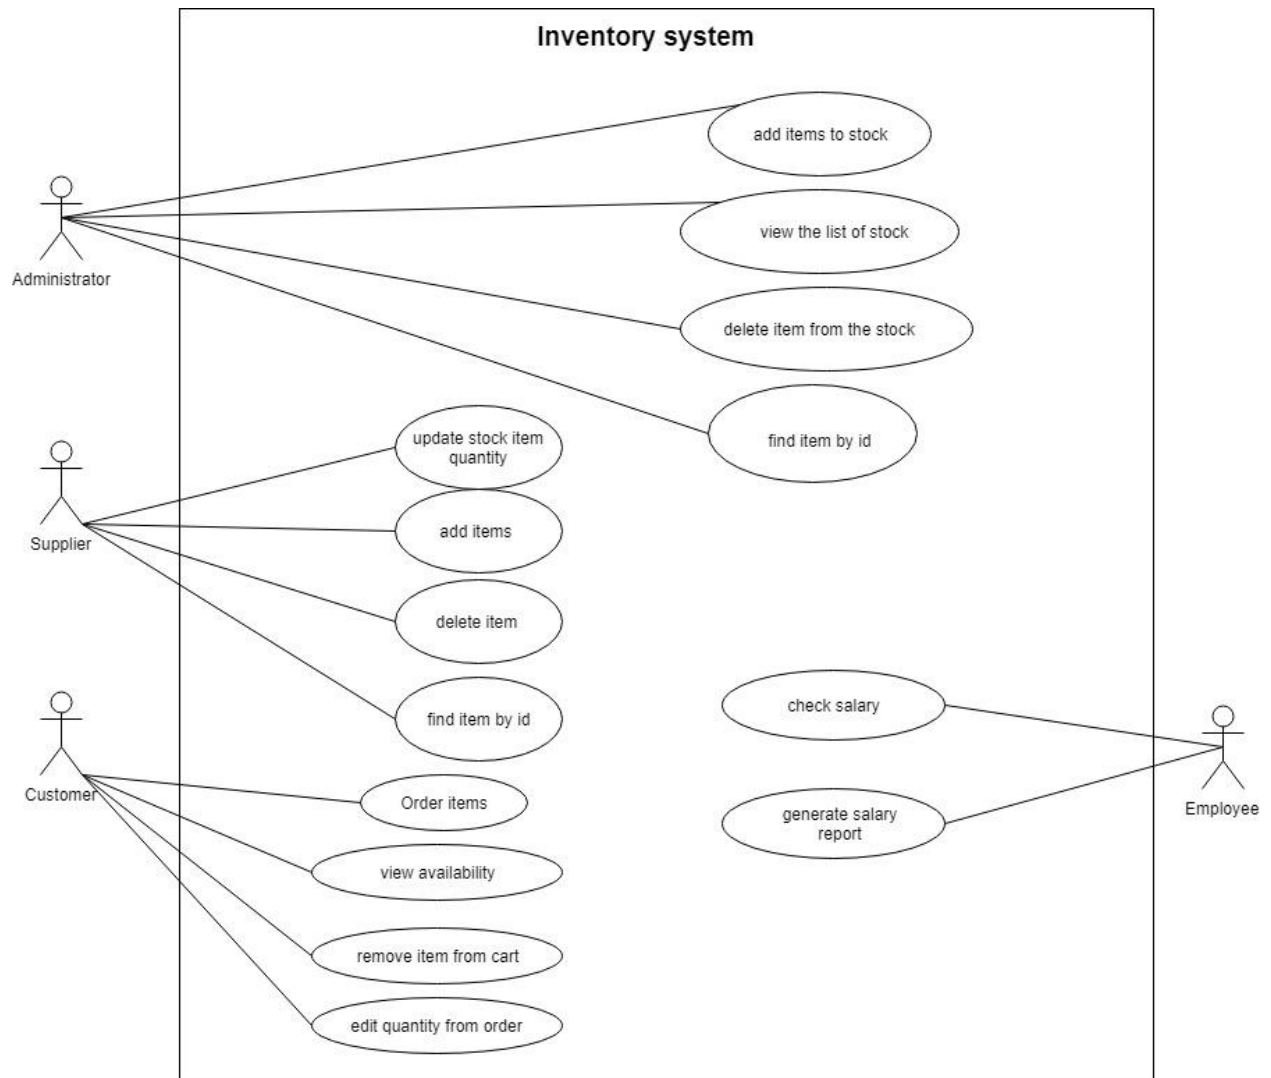 Inventory system
add items to stock
view the list of stock
delete item from the stock
find item by id
Administrator
update stock item
quantity
add items
delete item
find item by id
Supplier
Order items
view availability
remove item from cart
edit quantity from order
Customer
check salary
generate salary
report
Employee